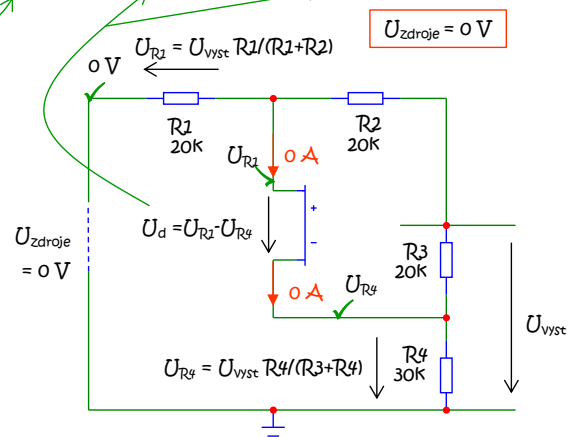 Uzdroje = 0 V
UR1 = Uvyst R1/(R1+R2)
0 V
R1
20k
R2
20k
UR1
0 A
+
Ud =UR1-UR4
-
Uzdroje
= 0 V
R3
20k
0 A
UR4
Uvyst
UR4 = Uvyst R4/(R3+R4)
R4
30k